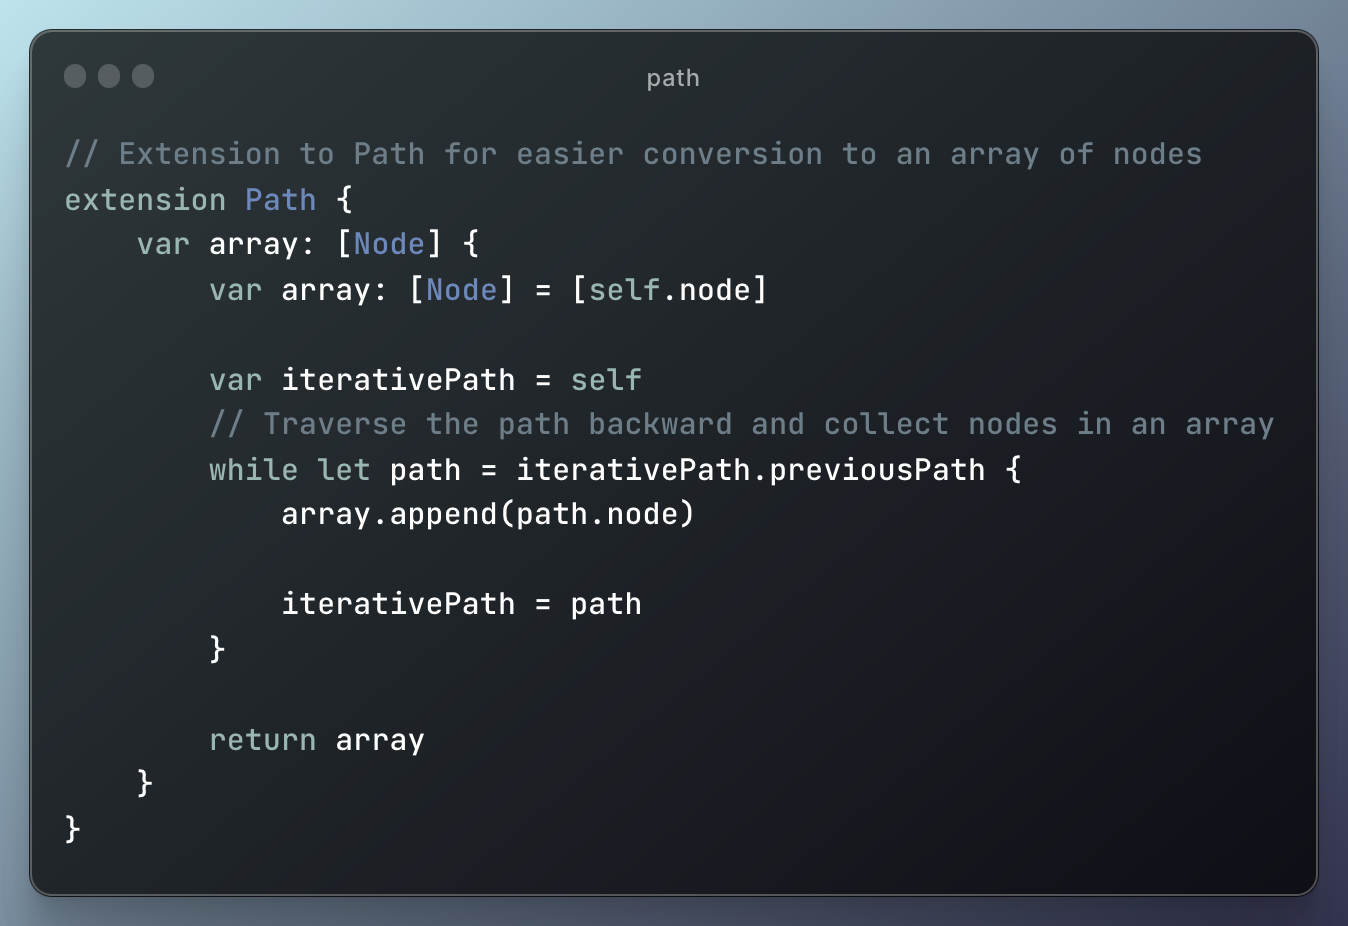 path
// Extension to Path for easier conversion to an array of nodes
extension Path {
    var array: [Node] {
        var array: [Node] = [self.node]

        var iterativePath = self
        // Traverse the path backward and collect nodes in an array
        while let path = iterativePath.previousPath {
            array.append(path.node)

            iterativePath = path
        }

        return array
    }
}